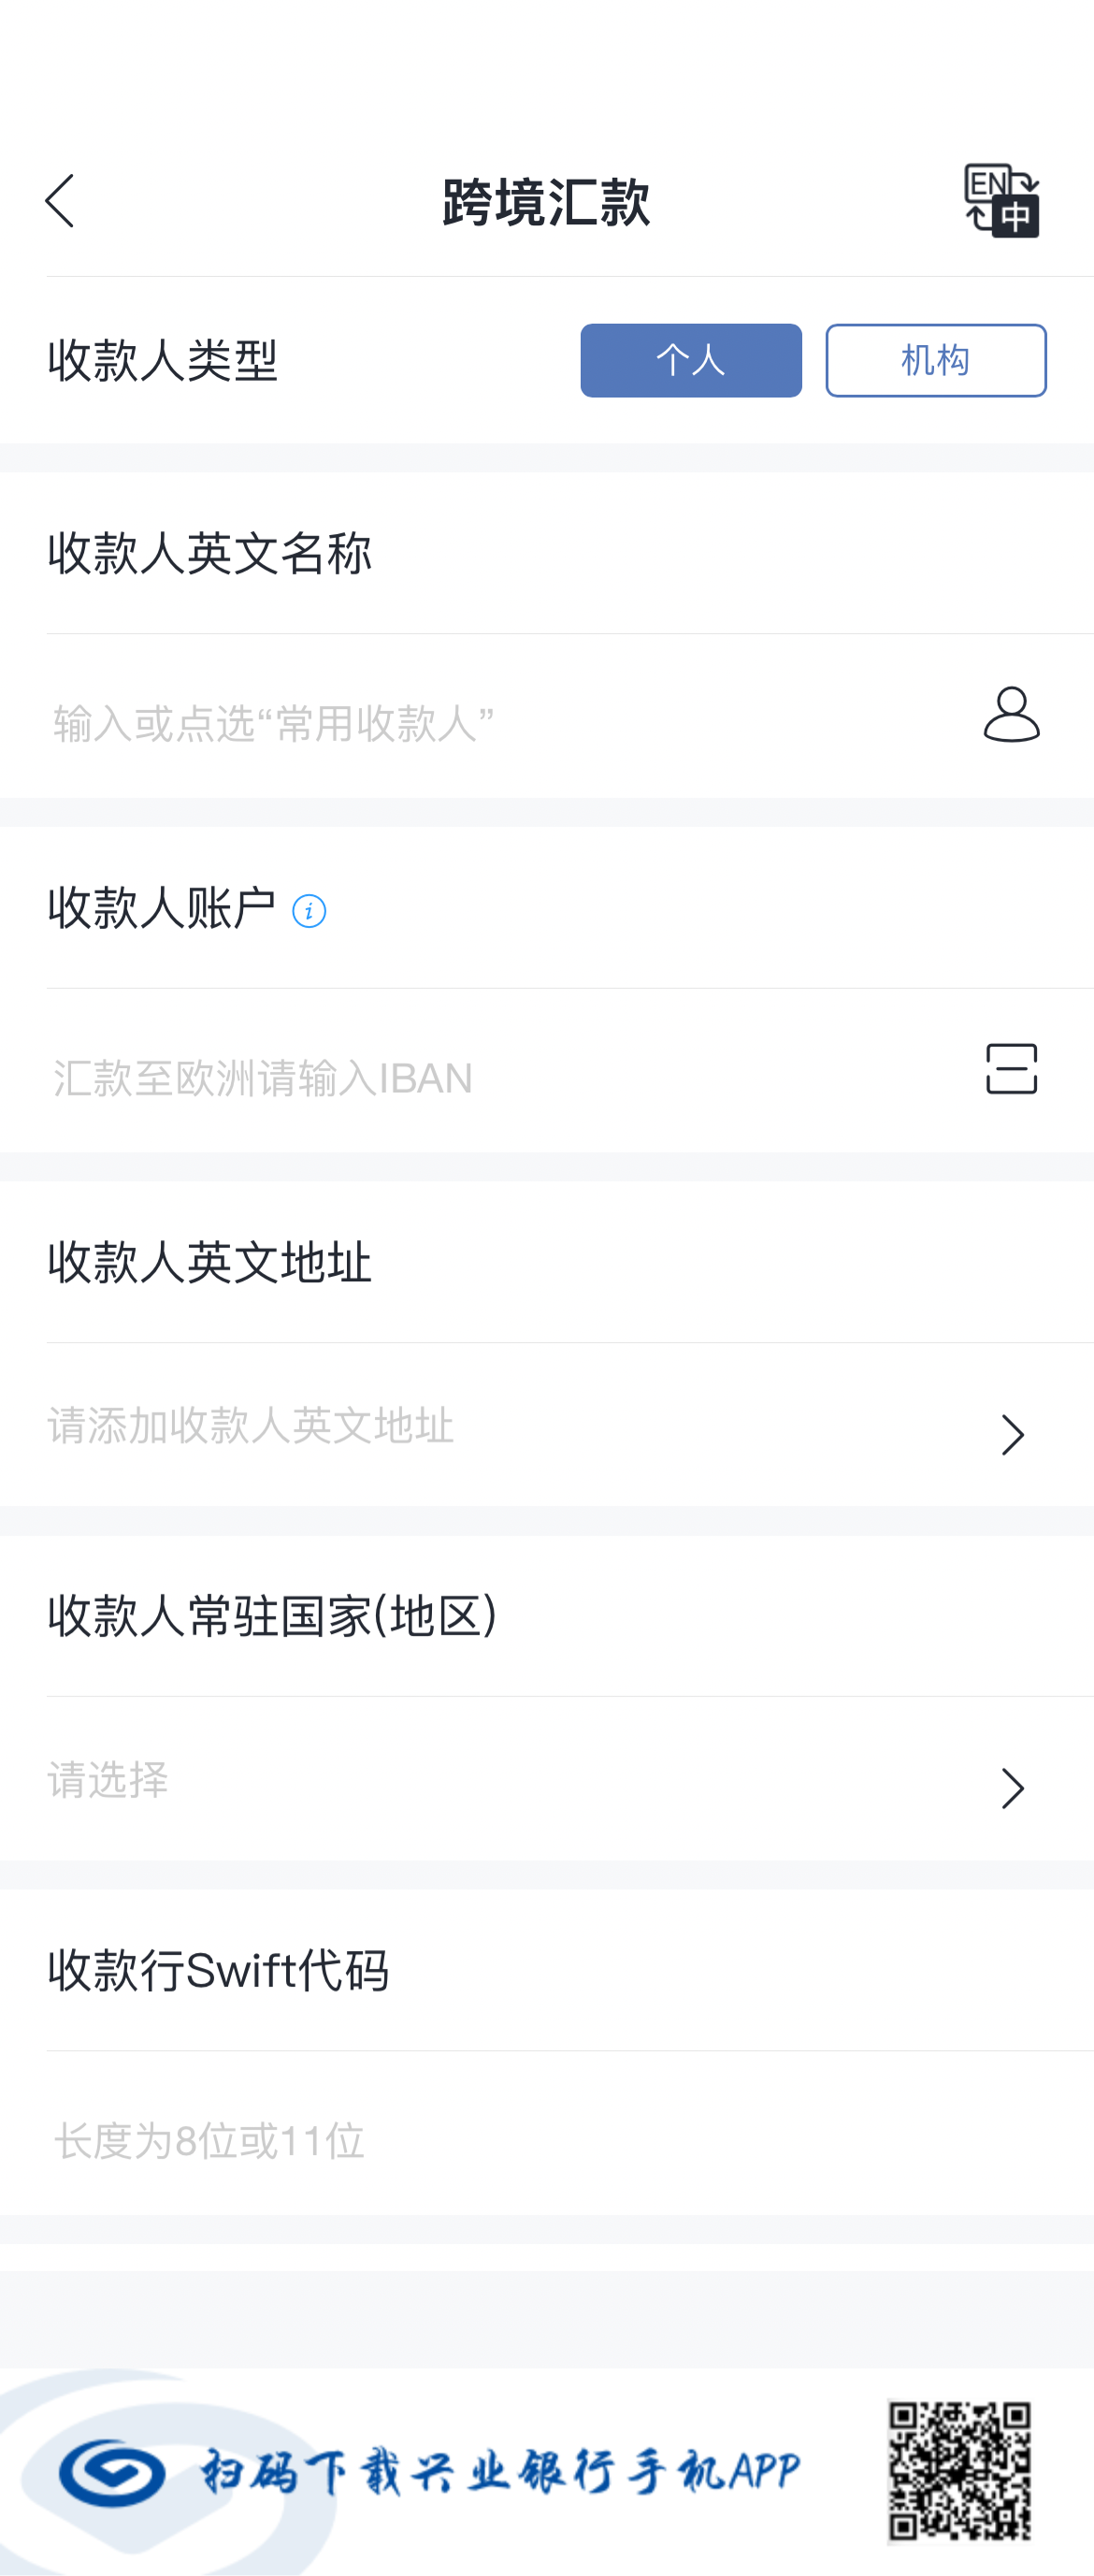 跨境汇款
EN
中
收款人类型
个人
机构
收款人英文名称
输入或点选“常用收款人”
收款人账户 i
汇款至欧洲请输入IBAN
收款人英文地址
请添加收款人英文地址
收款人常驻国家(地区)
请选择
收款行Swift代码
长度为8位或11位
扫码下载兴业银行手机APP